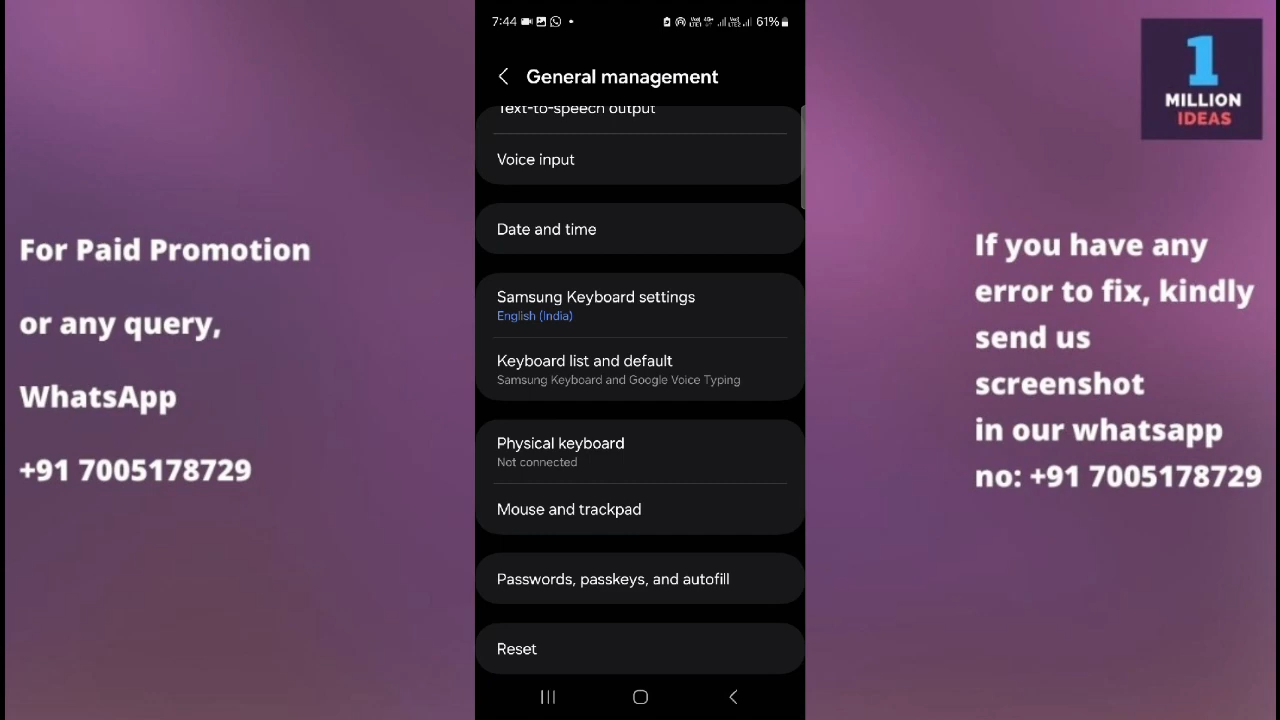 For Paid Promotion
or any query,
WhatsApp
+91 7005178729
7:44
61%
General management
Text-to-speech output
Voice input
Date and time
Samsung Keyboard settings
English (India)
Keyboard list and default
Samsung Keyboard and Google Voice Typing
Physical keyboard
Not connected
Mouse and trackpad
Passwords, passkeys, and autofill
Reset
1
MILLION
IDEAS
If you have any
error to fix, kindly
send us
screenshot
in our whatsapp
no: +91 7005178729